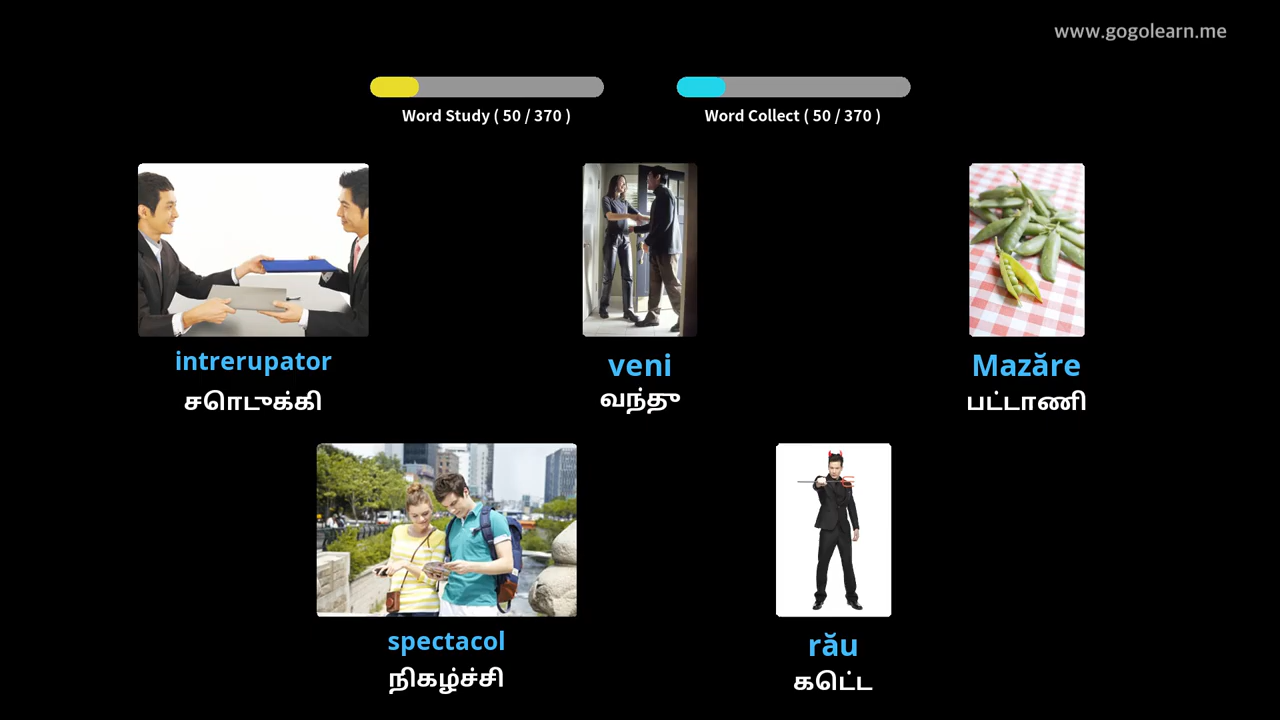 www.gogolearn.me
Word Study ( 50 / 370 )
Word Collect ( 50 / 370 )
intrerupator
சொடுக்கி
veni
வந்து
Mazăre
பட்டாணி
spectacol
நிகழ்ச்சி
rău
கெட்ட